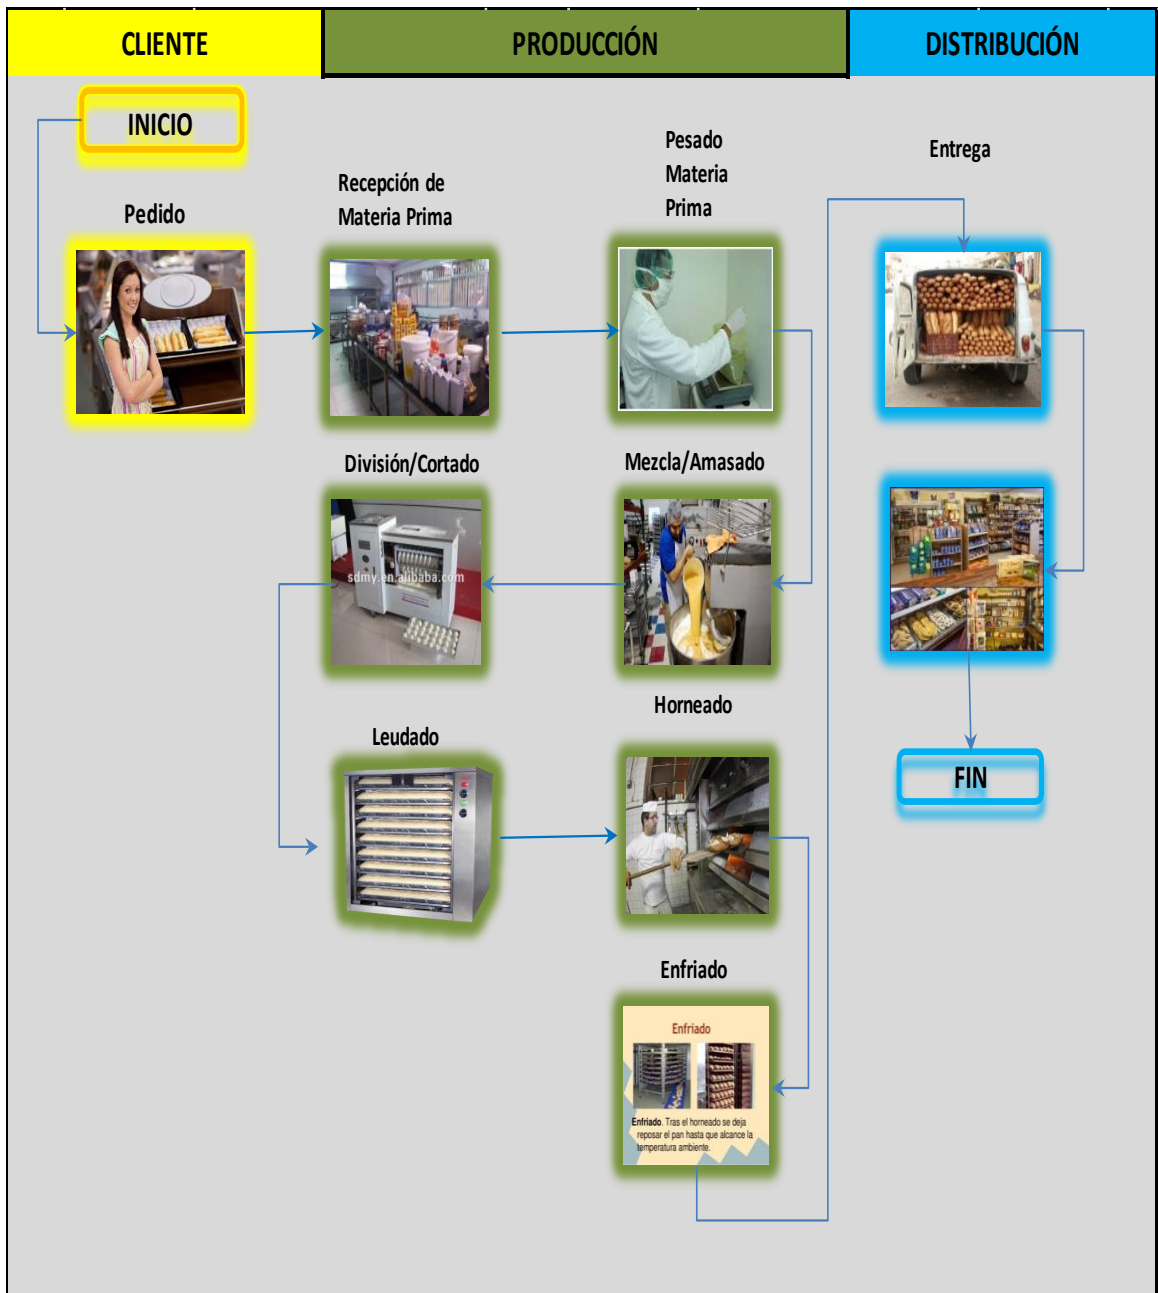 CLIENTE
PRODUCCIÓN
DISTRIBUCIÓN
INICIO
Pedido
Recepción de
Materia Prima
Pesado
Materia
Prima
Entrega
División/Cortado
Mezcla/Amasado
sdmy.en.alibaba.com
Leudado
Horneado
FIN
Enfriado
Enfriado
Enfriado. Tras el horneado se deja
reposar el pan hasta que alcance la
temperatura ambiente.